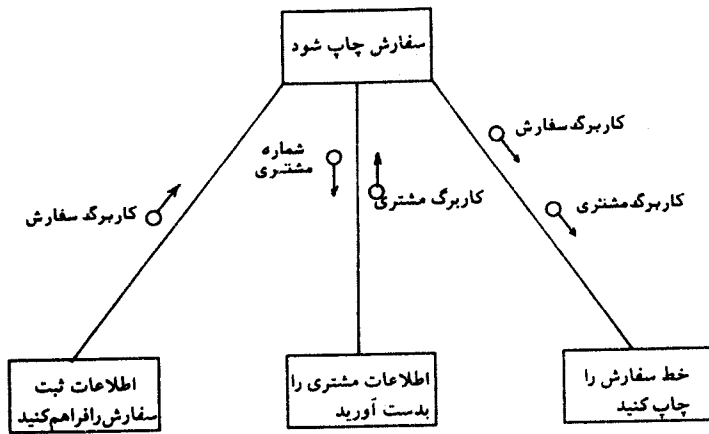 سفارش چاپ شود
کاربرگ سفارش
شماره
مشتری
کاربرگ مشتری
کاربرگ سفارش
کاربرگ مشتری
خط سفارش را
چاپ کنید
اطلاعات مشتری را
بدست آورید
اطلاعات ثبت
سفارش را فراهم کنید